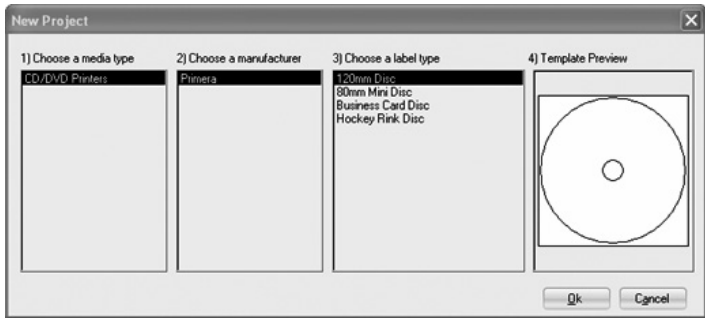 New Project
1) Choose a media type
2) Choose a manufacturer
3) Choose a label type
4) Template Preview
CD/DVD Printers
Primera
120mm Disc
80mm Mini Disc
Business Card Disc
Hockey Rink Disc
Ok
Cancel